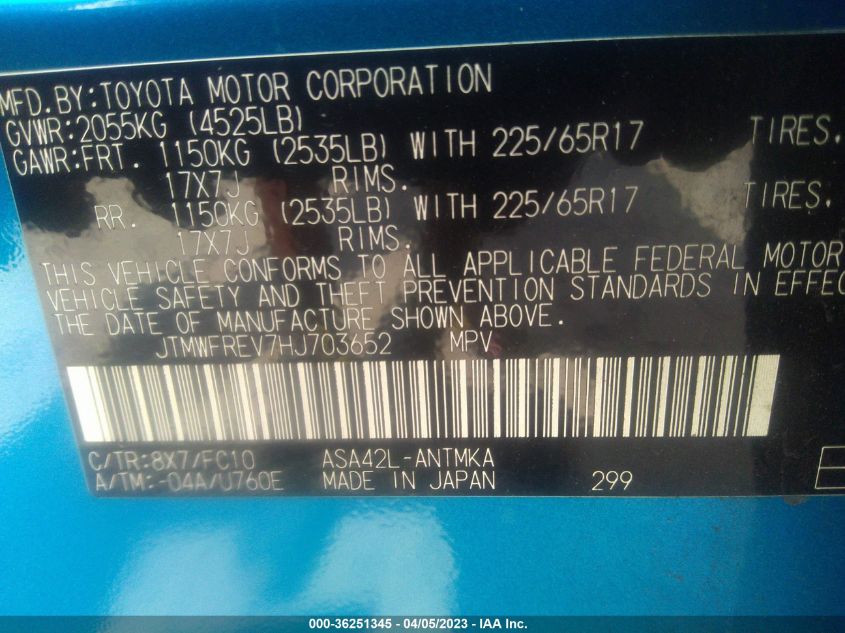 MFD.BY:TOYOTA MOTOR CORPORATION
GVWR:2055KG (4525LB)
GAWR:FRT. 1150KG (2535LB) WITH 225/65R17 TIRES.
17X7J RIMS.
RR. 1150KG (2535LB) WITH 225/65R17 TIRES.
17X7J RIMS.
THIS VEHICLE CONFORMS TO ALL APPLICABLE FEDERAL MOTOR
VEHICLE SAFETY AND THEFT PREVENTION STANDARDS IN EFFEC
THE DATE OF MANUFACTURE SHOWN ABOVE.
JTMWFREV7HJ703652 MPV
C/TR:8X7/FC10 ASA42L-ANTMKA
A/TM:-04A/U760E MADE IN JAPAN 299
000-36251345 - 04/05/2023 - IAA Inc.